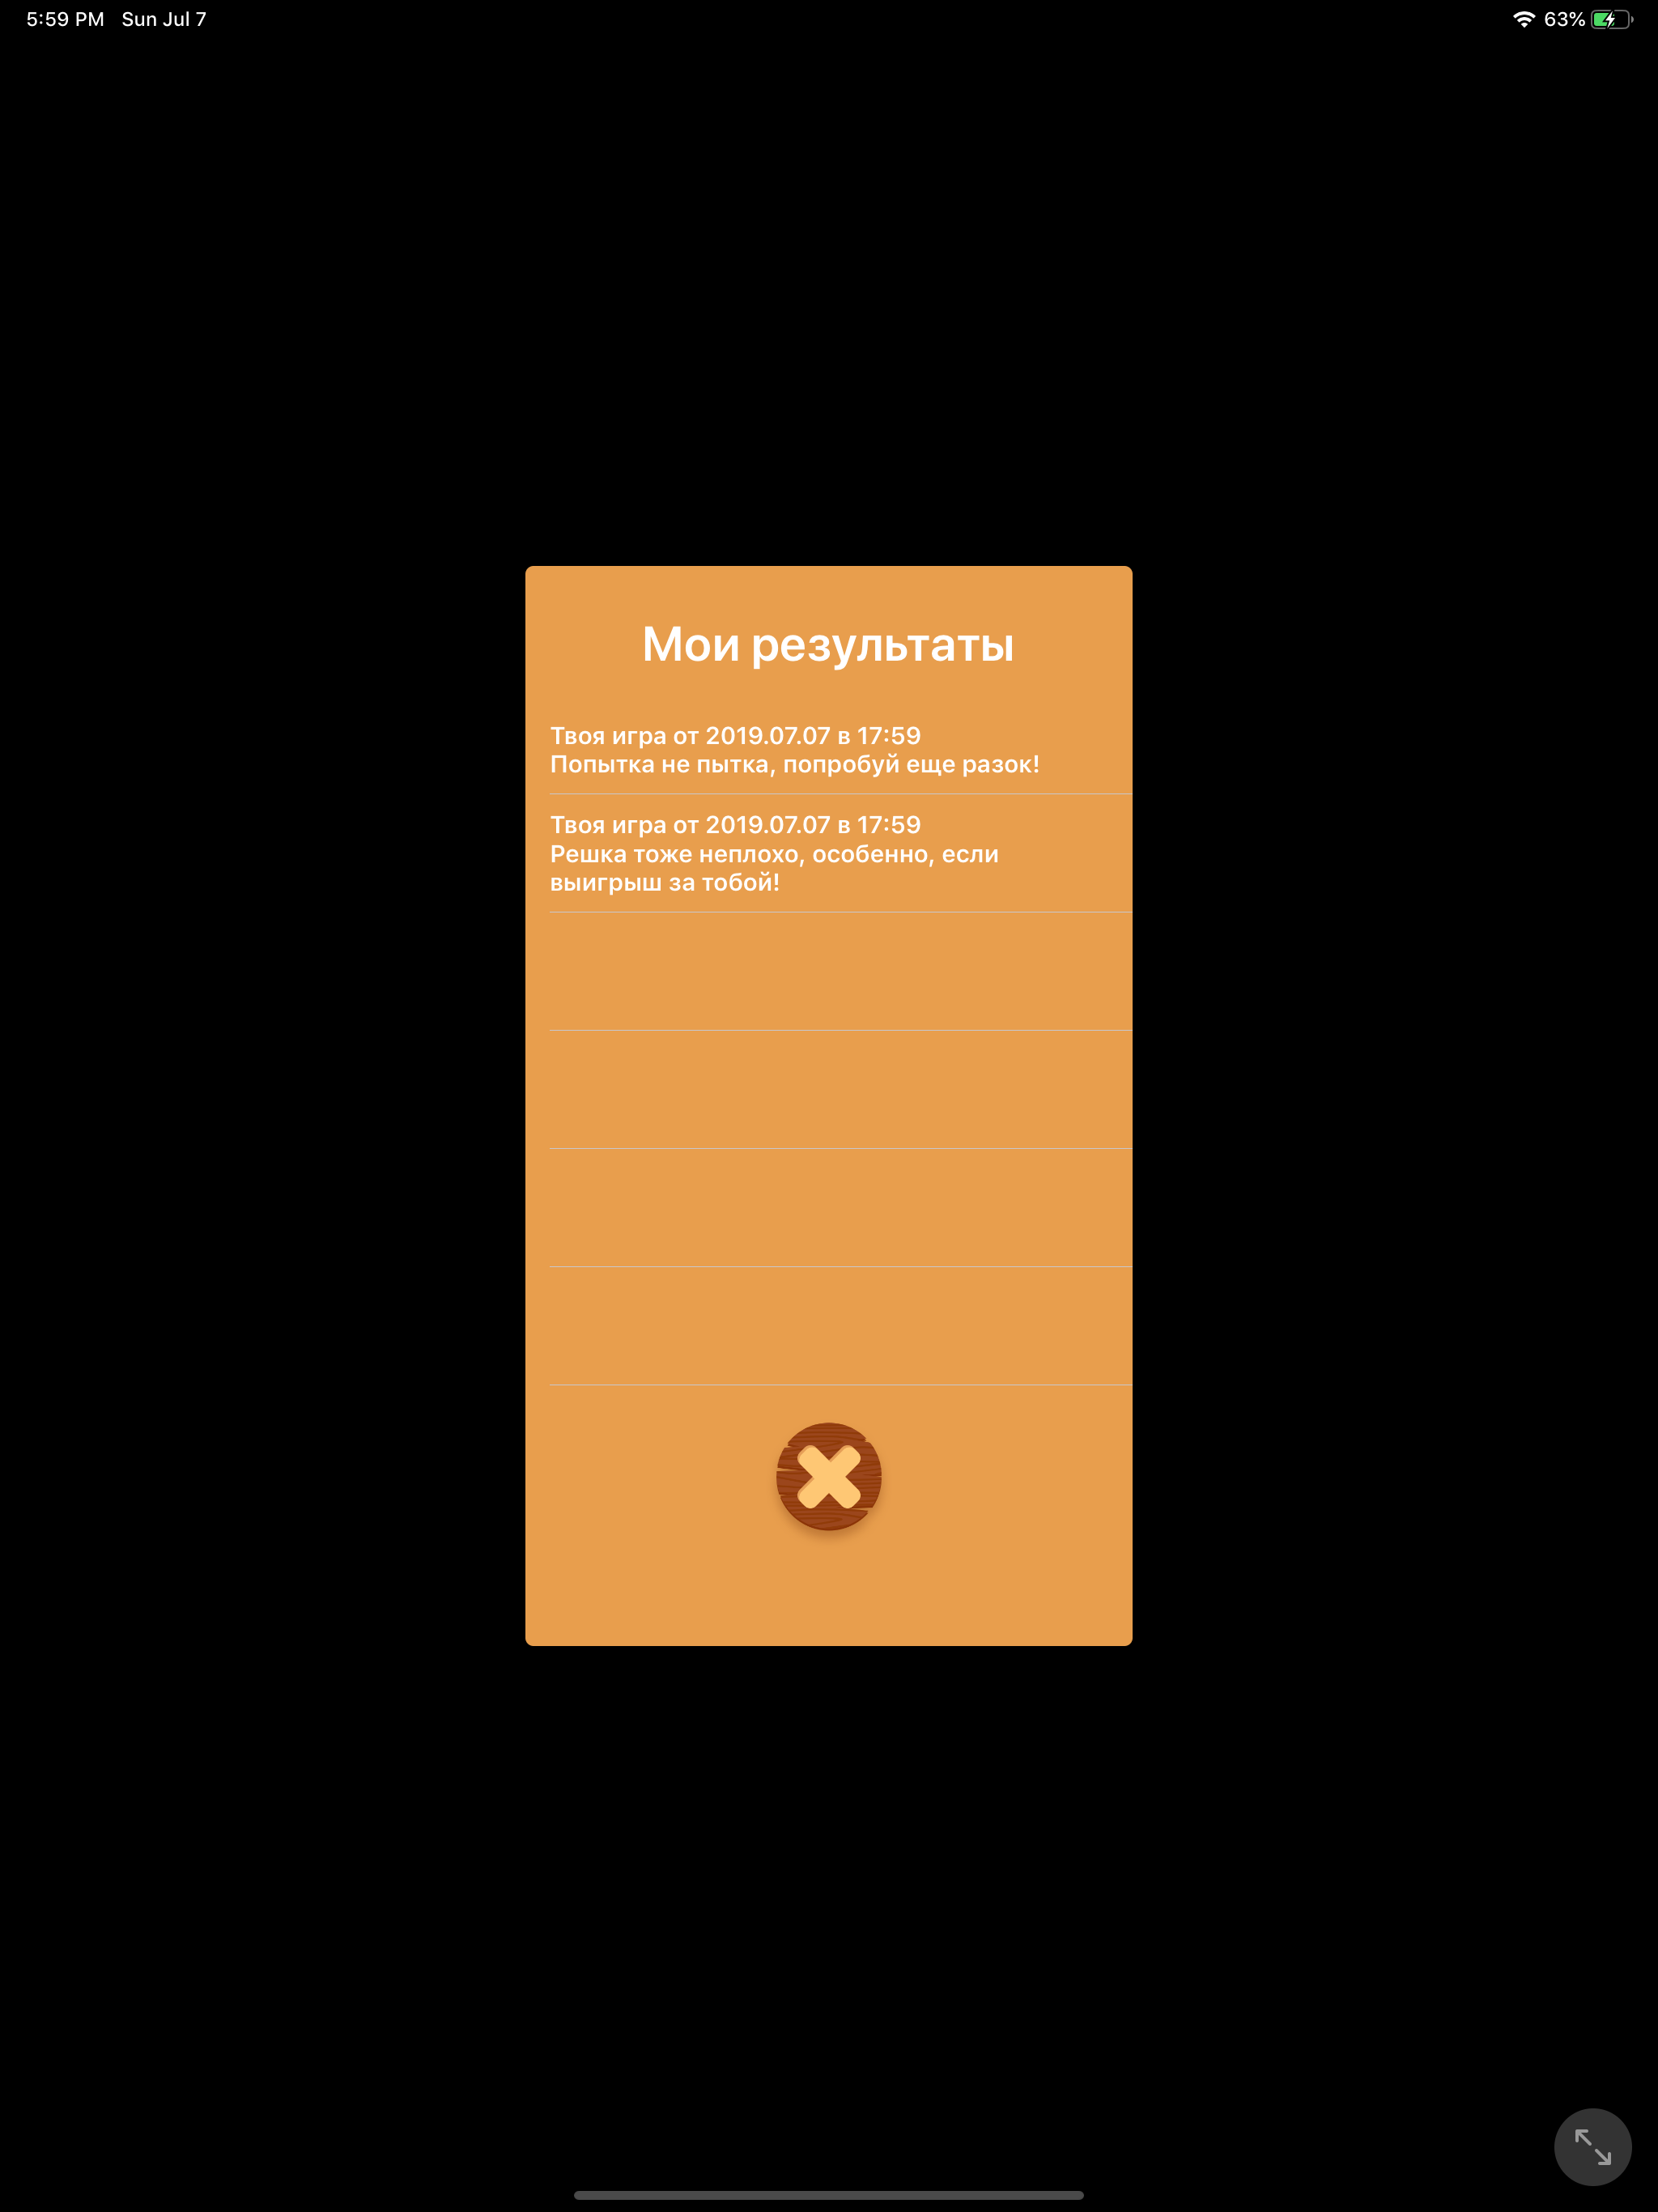 5:59 PM Sun Jul 7
63%
Мои результаты
Твоя игра от 2019.07.07 в 17:59
Попытка не пытка, попробуй еще разок!
Твоя игра от 2019.07.07 в 17:59
Решка тоже неплохо, особенно, если
выигрыш за тобой!